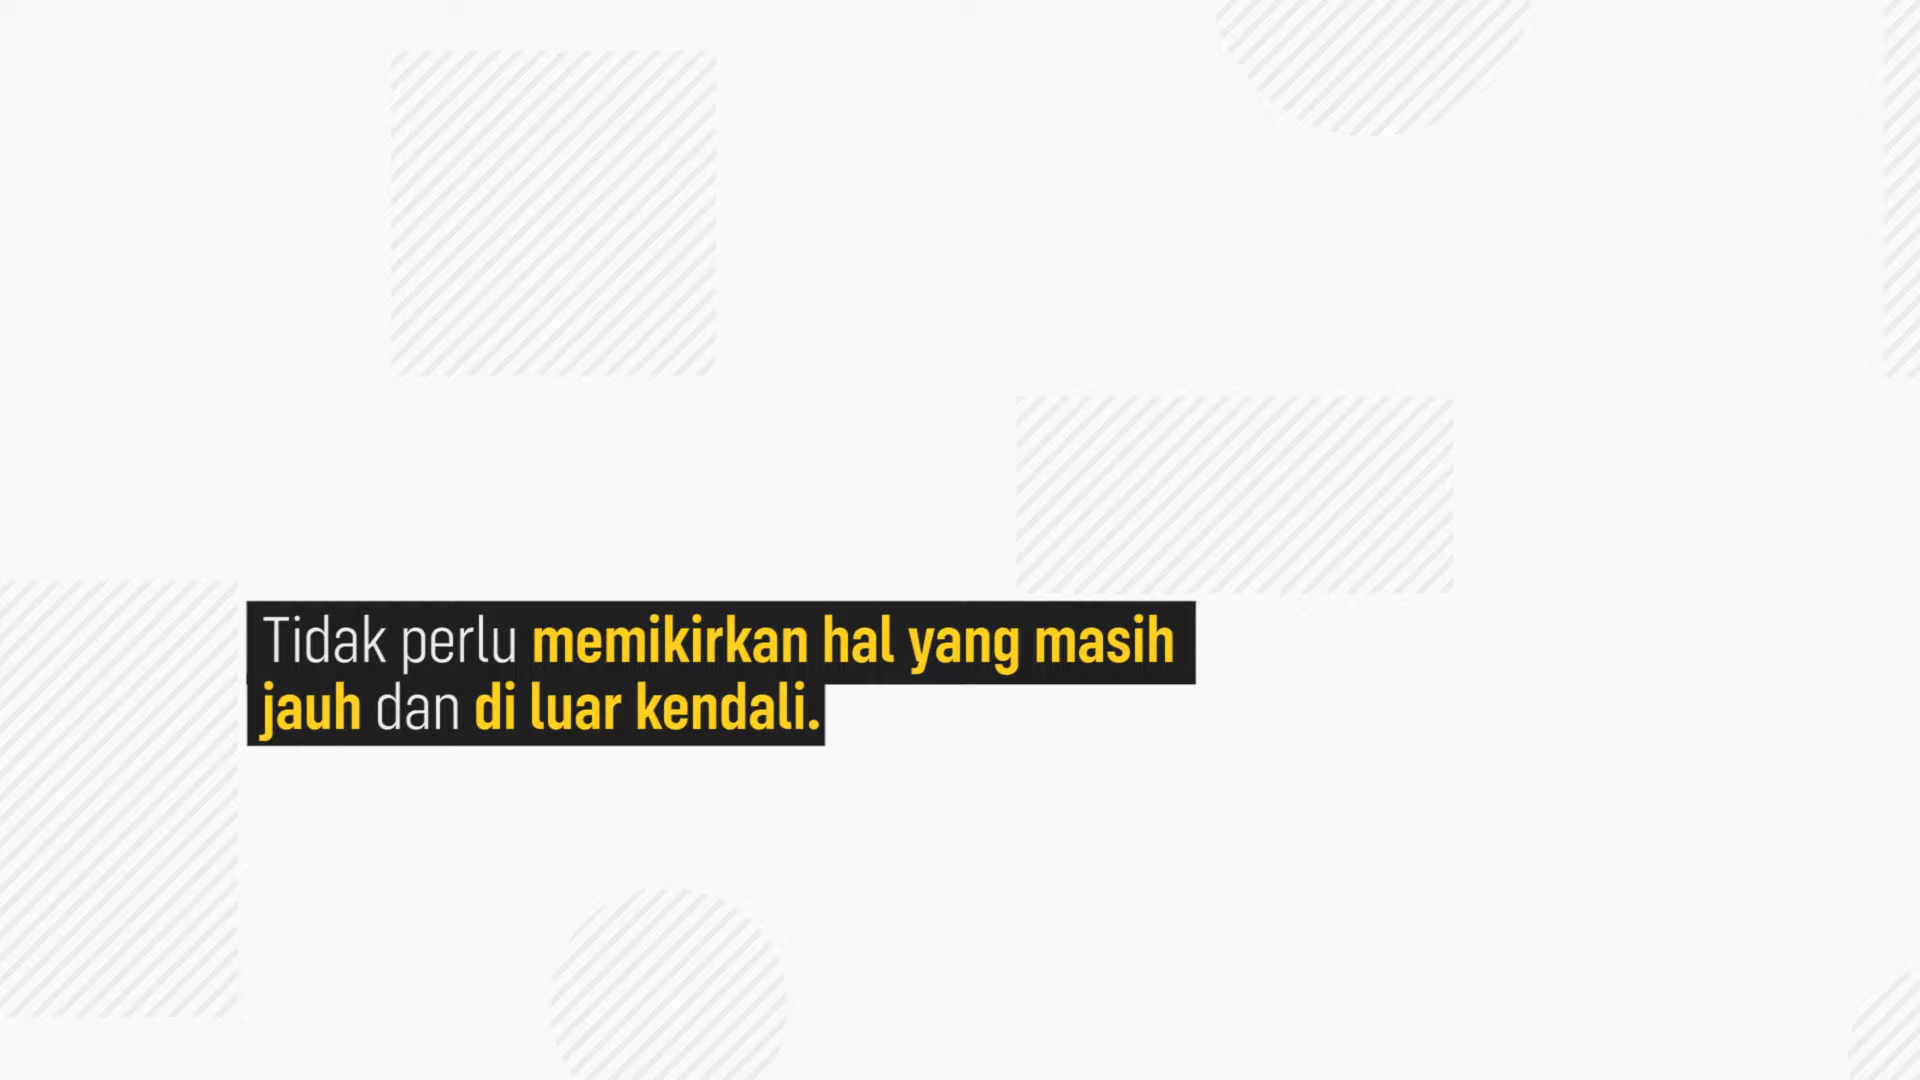 Tidak perlu memikirkan hal yang masih
jauh dan di luar kendali.